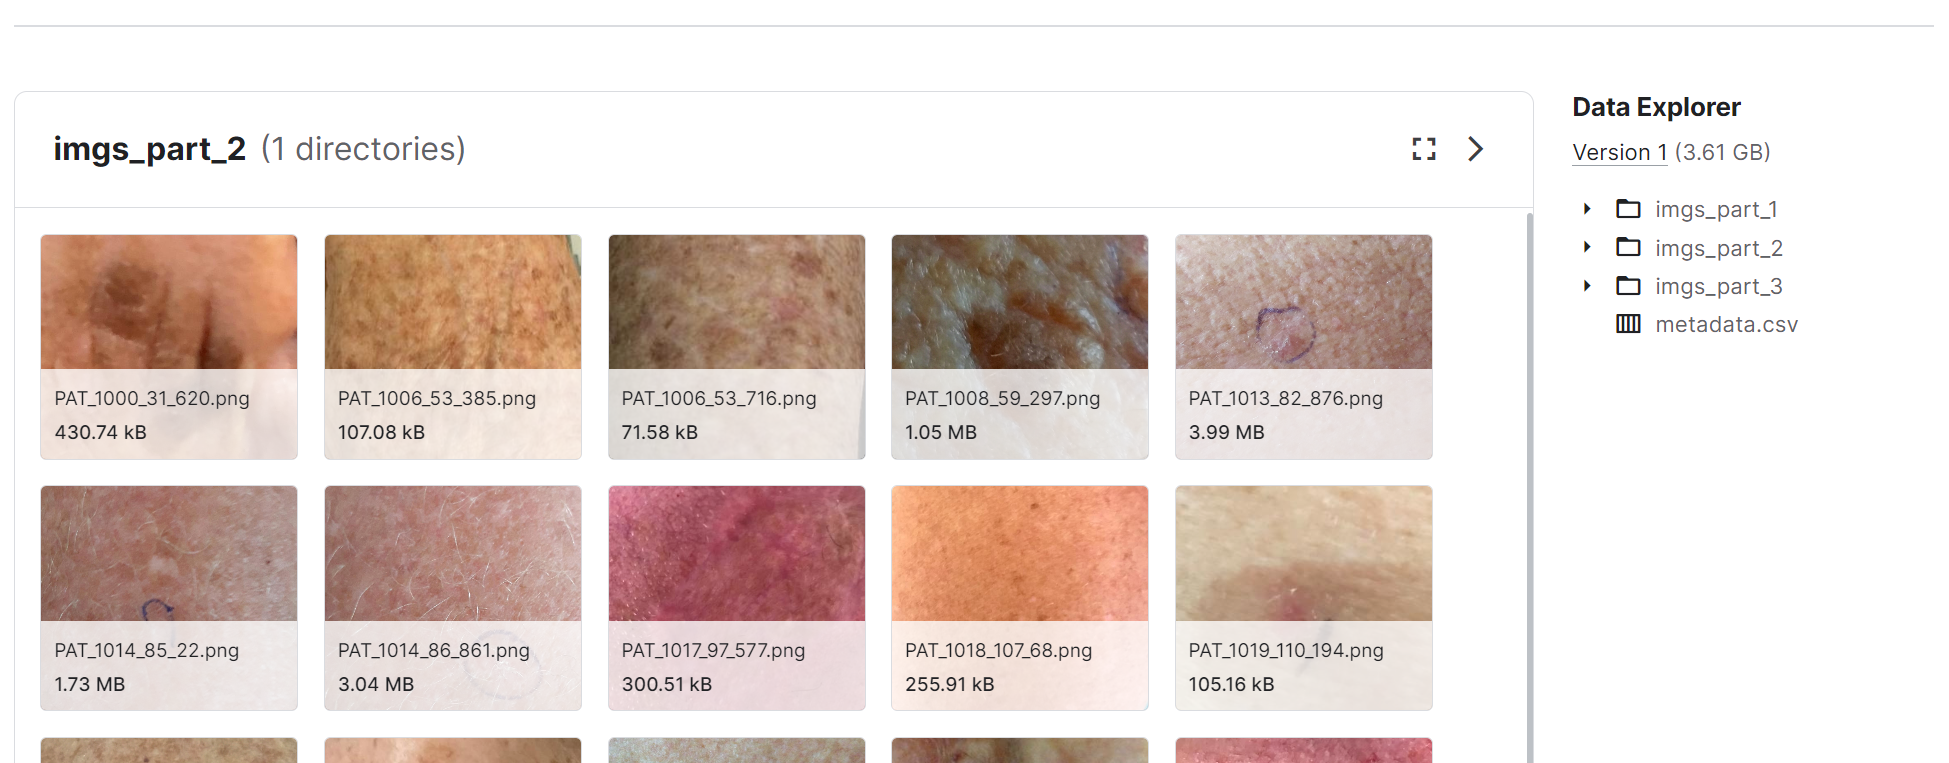 imgs_part_2 (1 directories)
PAT_1000_31_620.png
430.74 kB
PAT_1006_53_385.png
107.08 kB
PAT_1006_53_716.png
71.58 kB
PAT_1008_59_297.png
1.05 MB
PAT_1013_82_876.png
3.99 MB
PAT_1014_85_22.png
1.73 MB
PAT_1014_86_861.png
3.04 MB
PAT_1017_97_577.png
300.51 kB
PAT_1018_107_68.png
255.91 kB
PAT_1019_110_194.png
105.16 kB
Data Explorer
Version 1 (3.61 GB)
imgs_part_1
imgs_part_2
imgs_part_3
metadata.csv